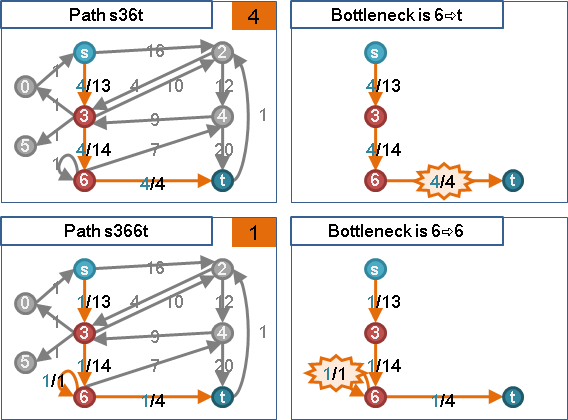 Path s36t 4
Bottleneck is 6⇨t
s 16 2
s
1
4/13 4 10 12
4/13
0
3 9 4
3
1
5 1
4/14 7 20 1
4/14
1
6 4/4 t
6 4/4 t
Path s366t 1
Bottleneck is 6⇨6
s 16 2
s
1
1/13 4 10 12
1/13
0
3 9 4
3
1
5 1
1/14 7 20 1
1/14
1/1
1/1
6 1/4 t
6 1/4 t